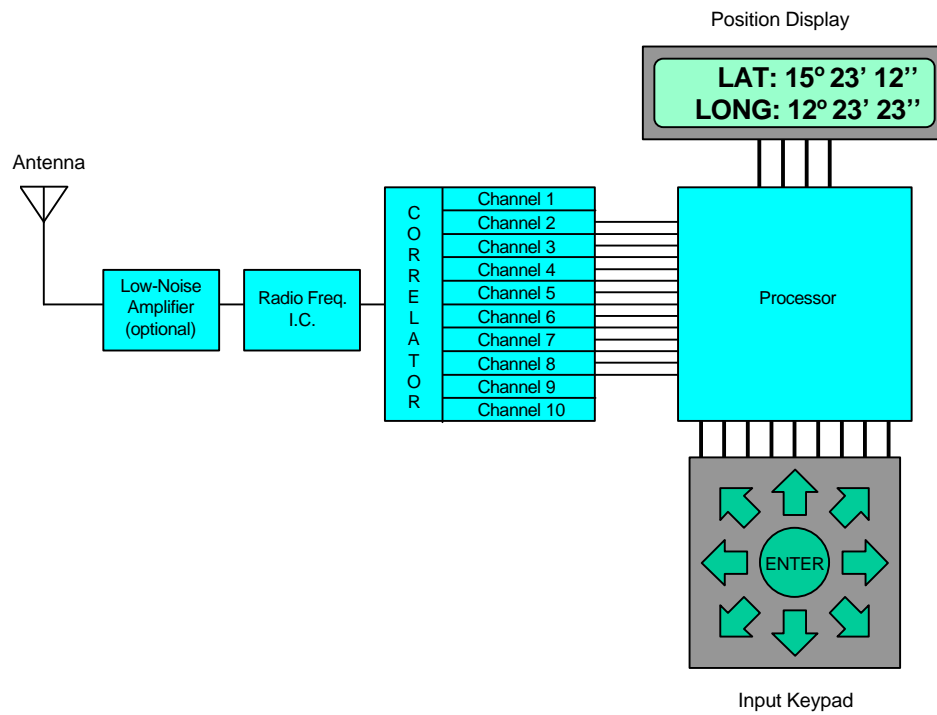 Position Display
LAT: 15º 23’ 12’’
LONG: 12º 23’ 23’’
Antenna
Low-Noise
Amplifier
(optional)
Radio Freq.
I.C.
C
O
R
R
E
L
A
T
O
R
Channel 1
Channel 2
Channel 3
Channel 4
Channel 5
Channel 6
Channel 7
Channel 8
Channel 9
Channel 10
Processor
ENTER
Input Keypad